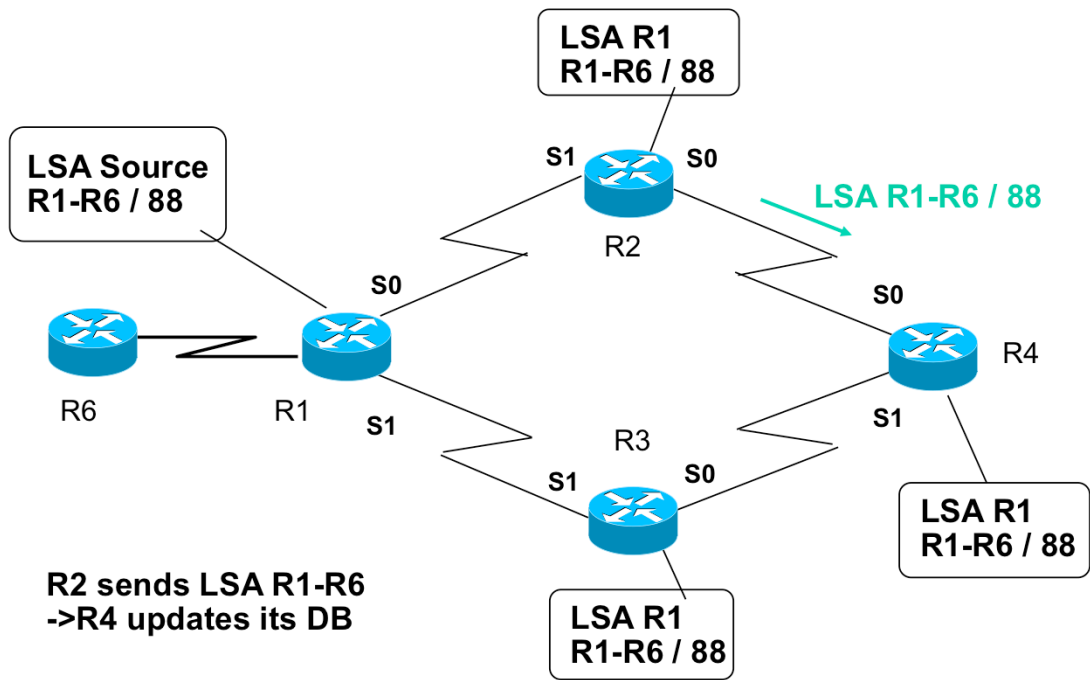 LSA R1
R1-R6 / 88
LSA Source
R1-R6 / 88
S1
S0
LSA R1-R6 / 88
R2
S0
S0
R6
R1
R4
S1
S1
R3
S1
S0
LSA R1
R1-R6 / 88
R2 sends LSA R1-R6
->R4 updates its DB
LSA R1
R1-R6 / 88